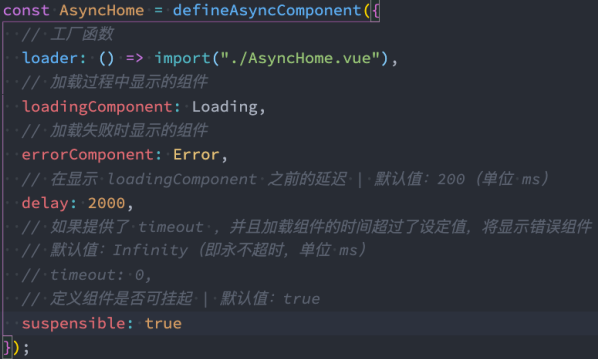 const AsyncHome = defineAsyncComponent({
// 工厂函数
loader: () => import("./AsyncHome.vue"),
// 加载过程中显示的组件
loadingComponent: Loading,
// 加载失败时显示的组件
errorComponent: Error,
// 在显示 loadingComponent 之前的延迟 | 默认值：200（单位 ms）
delay: 2000,
// 如果提供了 timeout ，并且加载组件的时间超过了设定值，将显示错误组件
// 默认值：Infinity（即永不超时，单位 ms）
// timeout: 0,
// 定义组件是否可挂起 | 默认值：true
suspensible: true
});